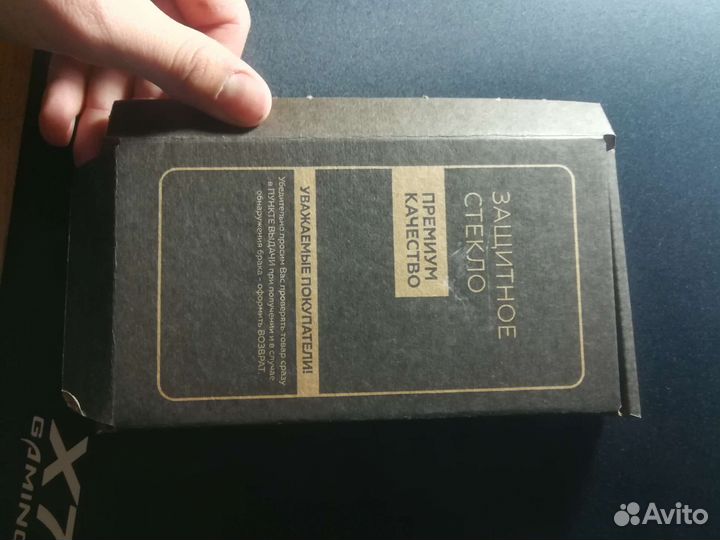 ЗАЩИТНОЕ
СТЕКЛО
ПРЕМИУМ
КАЧЕСТВО
УВАЖАЕМЫЕ ПОКУПАТЕЛИ!
Убедительно просим Вас проверять товар сразу
в ПУНКТЕ ВЫДАЧИ при получении и в случае
обнаружения брака - оформить ВОЗВРАТ.
X7
GAMING
Avito